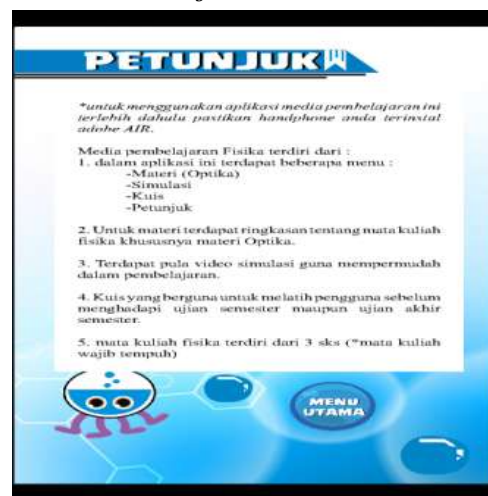 PETUNJUK
*untuk menggunakan aplikasi media pembelajaran ini
terlebih dahulu pastikan handphone anda terinstal
adobe AIR.
Media pembelajaran Fisika terdiri dari :
1. dalam aplikasi ini terdapat beberapa menu :
-Materi (Optika)
-Simulasi
-Kuis
-Petunjuk
2. Untuk materi terdapat ringkasan tentang mata kuliah
fisika khususnya materi Optika.
3. Terdapat pula video simulasi guna mempermudah
dalam pembelajaran.
4. Kuis yang berguna untuk melatih pengguna sebelum
menghadapi ujian semester maupun ujian akhir
semester.
5. mata kuliah fisika terdiri dari 3 sks (*mata kuliah
wajib tempuh)
MENU
UTAMA